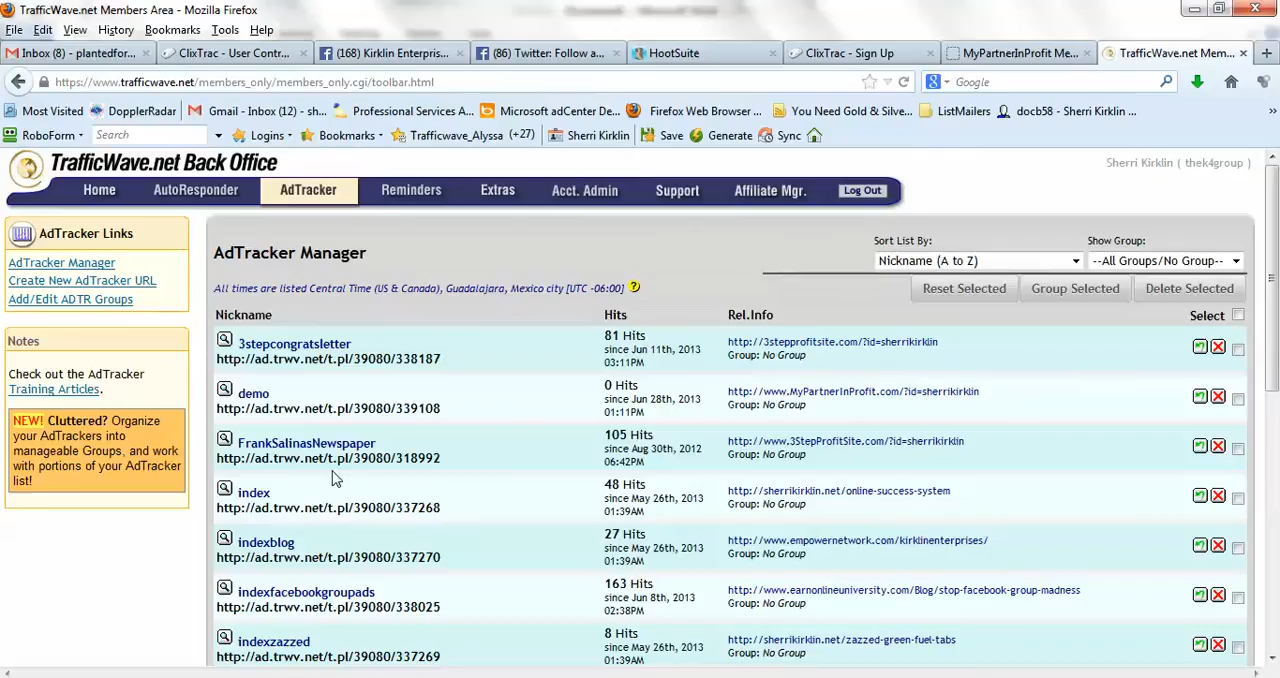 TrafficWave.net Members Area - Mozilla Firefox
File Edit View History Bookmarks Tools Help
Inbox (8) - plantedfor... × ClixTrac - User Contr... × (168) Kirklin Enterpris... × (86) Twitter: Follow a... × HootSuite × ClixTrac - Sign Up × MyPartnerInProfit Me... × TrafficWave.net Mem... × +
https://www.trafficwave.net/members_only/members_only.cgi/toolbar.html Google
Most Visited DopplerRadar Gmail - Inbox (12) - sh... Professional Services A... Microsoft adCenter De... Firefox Web Browser ... You Need Gold & Silve... ListMailers docb58 - Sherri Kirklin ... »
RoboForm Search Logins Bookmarks Trafficwave_Alyssa (+27) Sherri Kirklin Save Generate Sync
TrafficWave.net Back Office
Sherri Kirklin ( thek4group )
Home AutoResponder AdTracker Reminders Extras Acct. Admin Support Affiliate Mgr. Log Out
AdTracker Links
AdTracker Manager
Create New AdTracker URL
Add/Edit ADTR Groups
Notes
Check out the AdTracker
Training Articles.
NEW! Cluttered? Organize
your AdTrackers into
manageable Groups, and work
with portions of your AdTracker
list!
AdTracker Manager
Sort List By: Show Group:
Nickname (A to Z) --All Groups/No Group--
All times are listed Central Time (US & Canada), Guadalajara, Mexico city [UTC -06:00] ?
Reset Selected Group Selected Delete Selected
Nickname Hits Rel.Info Select
3stepcongratsletter
http://ad.trwv.net/t.pl/39080/338187
81 Hits
since Jun 11th, 2013
03:11PM
http://3stepprofitsite.com/?id=sherrikirklin
Group: No Group
demo
http://ad.trwv.net/t.pl/39080/339108
0 Hits
since Jun 28th, 2013
01:11PM
http://www.MyPartnerInProfit.com/?id=sherrikirklin
Group: No Group
FrankSalinasNewspaper
http://ad.trwv.net/t.pl/39080/318992
105 Hits
since Aug 30th, 2012
06:42PM
http://www.3StepProfitSite.com/?id=sherrikirklin
Group: No Group
index
http://ad.trwv.net/t.pl/39080/337268
48 Hits
since May 26th, 2013
01:39AM
http://sherrikirklin.net/online-success-system
Group: No Group
indexblog
http://ad.trwv.net/t.pl/39080/337270
27 Hits
since May 26th, 2013
01:39AM
http://www.empowernetwork.com/kirklinenterprises/
Group: No Group
indexfacebookgroupads
http://ad.trwv.net/t.pl/39080/338025
163 Hits
since Jun 8th, 2013
02:38PM
http://www.earnonlineuniversity.com/Blog/stop-facebook-group-madness
Group: No Group
indexzazzed
http://ad.trwv.net/t.pl/39080/337269
8 Hits
since May 26th, 2013
01:39AM
http://sherrikirklin.net/zazzed-green-fuel-tabs
Group: No Group